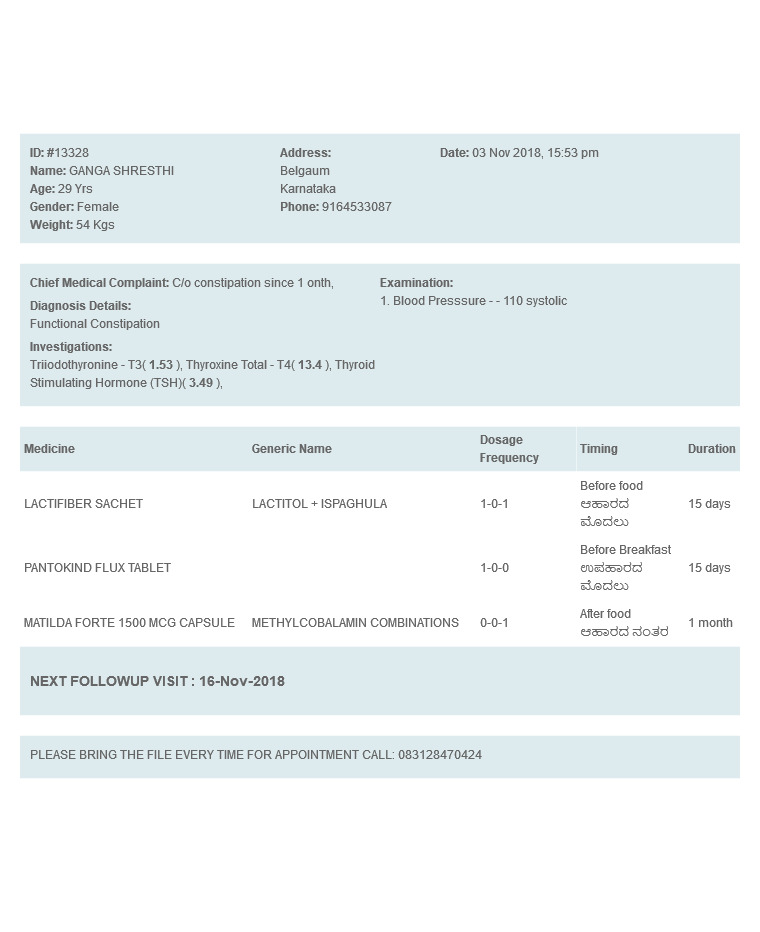 ID: #13328
Name: GANGA SHRESTHI
Age: 29 Yrs
Gender: Female
Weight: 54 Kgs
Address:
Belgaum
Karnataka
Phone: 9164533087
Date: 03 Nov 2018, 15:53 pm
Chief Medical Complaint: C/o constipation since 1 onth,
Diagnosis Details:
Functional Constipation
Investigations:
Triiodothyronine - T3( 1.53 ), Thyroxine Total - T4( 13.4 ), Thyroid
Stimulating Hormone (TSH)( 3.49 ),
Examination:
1. Blood Presssure - - 110 systolic
Medicine Generic Name Dosage Frequency Timing Duration
LACTIFIBER SACHET LACTITOL + ISPAGHULA 1-0-1 Before food ಆಹಾರದ ಮೊದಲು 15 days
PANTOKIND FLUX TABLET 1-0-0 Before Breakfast ಉಪಹಾರದ ಮೊದಲು 15 days
MATILDA FORTE 1500 MCG CAPSULE METHYLCOBALAMIN COMBINATIONS 0-0-1 After food ಆಹಾರದ ನಂತರ 1 month
NEXT FOLLOWUP VISIT : 16-Nov-2018
PLEASE BRING THE FILE EVERY TIME FOR APPOINTMENT CALL: 083128470424